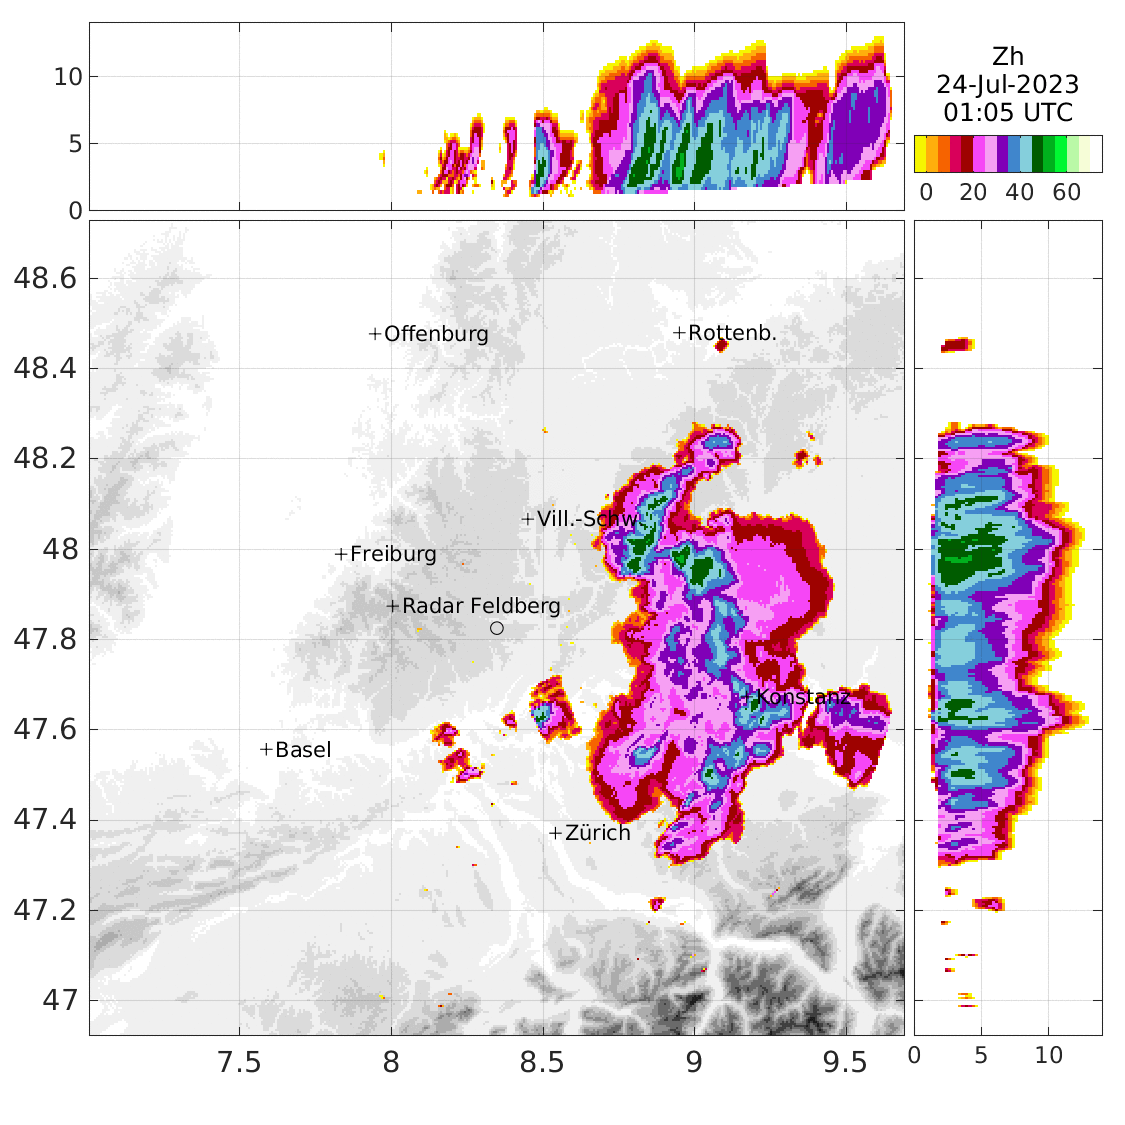 10
5
0
Zh
24-Jul-2023
01:05 UTC
0 20 40 60
48.6
48.4
48.2
48
47.8
47.6
47.4
47.2
47
+Offenburg
+Rottenb.
+Vill.-Schw.
+Freiburg
+Radar Feldberg
+Konstanz
+Basel
+Zürich
7.5 8 8.5 9 9.5
0 5 10